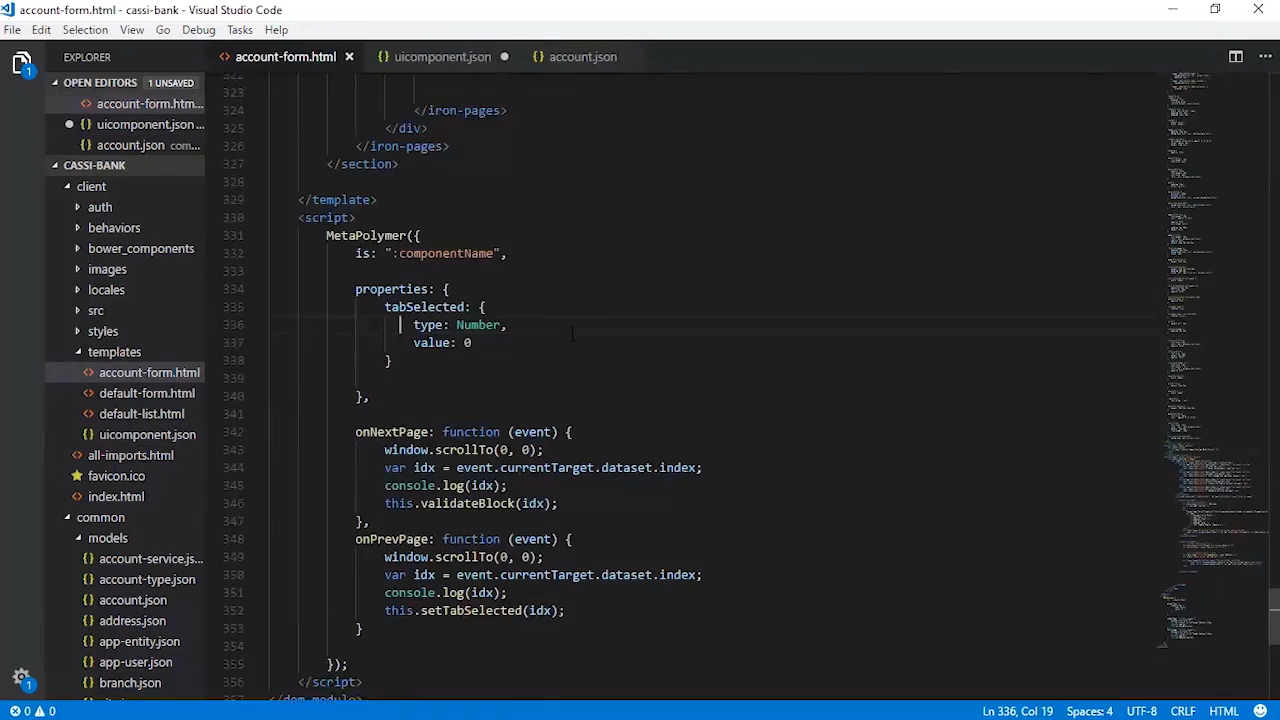 account-form.html - cassi-bank - Visual Studio Code
File Edit Selection View Go Debug Tasks Help
EXPLORER
account-form.html
{} uicomponent.json
{} account.json
OPEN EDITORS 1 UNSAVED
account-form.htm...
{} uicomponent.json ...
{} account.json com...
CASSI-BANK
client
auth
behaviors
bower_components
images
locales
src
styles
templates
account-form.html
default-form.html
default-list.html
{} uicomponent.json
all-imports.html
favicon.ico
index.html
common
models
{} account-service.js...
{} account-type.json
{} account.json
{} address.json
{} app-entity.json
{} app-user.json
{} branch.json
322
323
324 </iron-pages>
325 </div>
326 </iron-pages>
327 </section>
328
329 </template>
330 <script>
331 MetaPolymer({
332 is: ":componentName",
333
334 properties: {
335 tabSelected: {
336 type: Number,
337 value: 0
338 }
339
340 },
341
342 onNextPage: function (event) {
343 window.scrollTo(0, 0);
344 var idx = event.currentTarget.dataset.index;
345 console.log(idx);
346 this.validateForm(idx);
347 },
348 onPrevPage: function (event) {
349 window.scrollTo(0, 0);
350 var idx = event.currentTarget.dataset.index;
351 console.log(idx);
352 this.setTabSelected(idx);
353 }
354
355 });
356 </script>
357 </dom-module>
1
1
0 0
Ln 336, Col 19 Spaces: 4 UTF-8 CRLF HTML